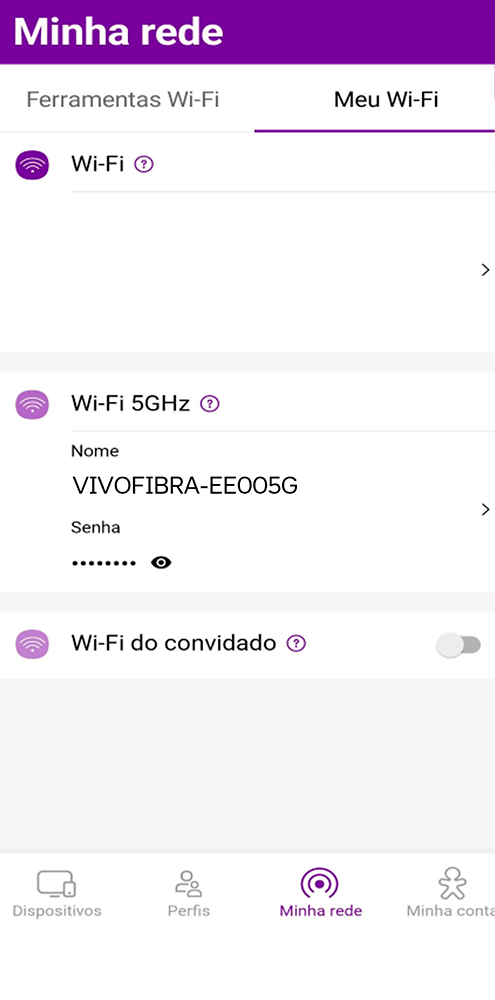 Minha rede
Ferramentas Wi-Fi
Meu Wi-Fi
Wi-Fi ?
Wi-Fi 5GHz ?
Nome
VIVOFIBRA-EE005G
Senha
••••••••
Wi-Fi do convidado ?
Dispositivos
Perfis
Minha rede
Minha conta